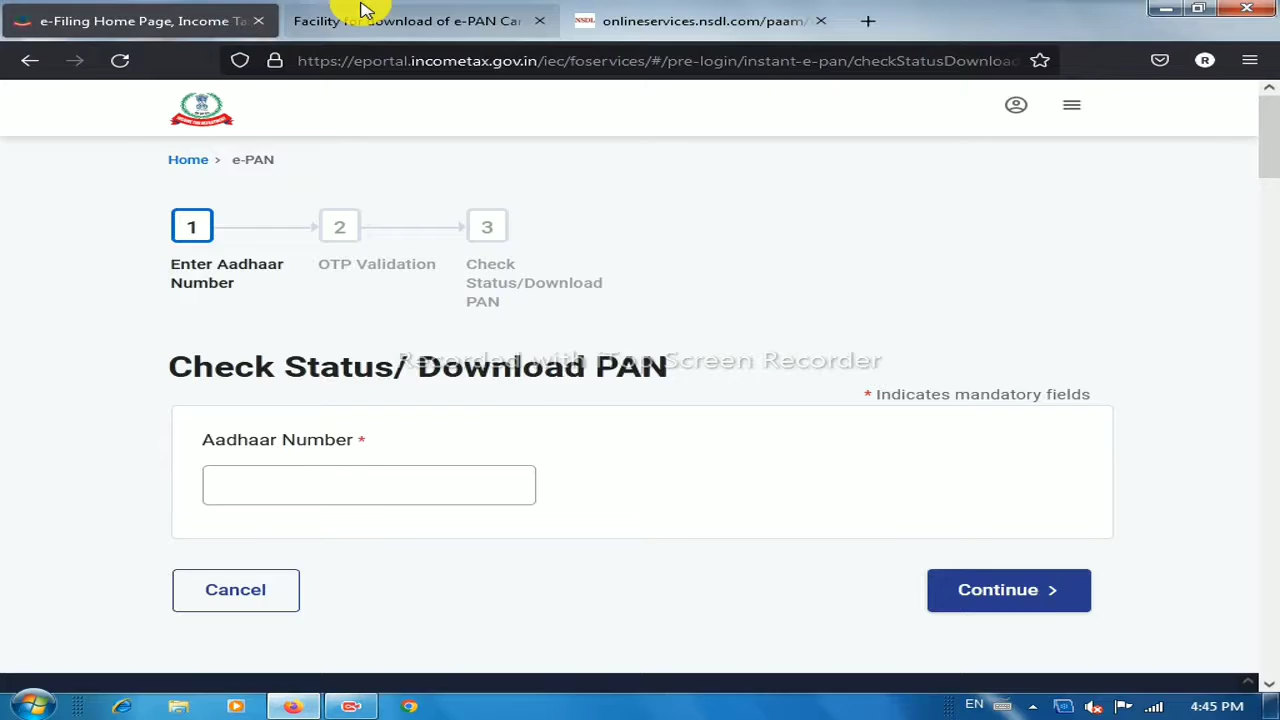 e-Filing Home Page, Income Ta
Facility for download of e-PAN Car
NSDL onlineservices.nsdl.com/paam/
https://eportal.incometax.gov.in/iec/foservices/#/pre-login/instant-e-pan/checkStatusDownload
R
Home > e-PAN
1
2
3
Enter Aadhaar
Number
OTP Validation
Check
Status/Download
PAN
Check Status/ Download PAN
Recorded with iTop Screen Recorder
* Indicates mandatory fields
Aadhaar Number *
Cancel
Continue >
EN
4:45 PM